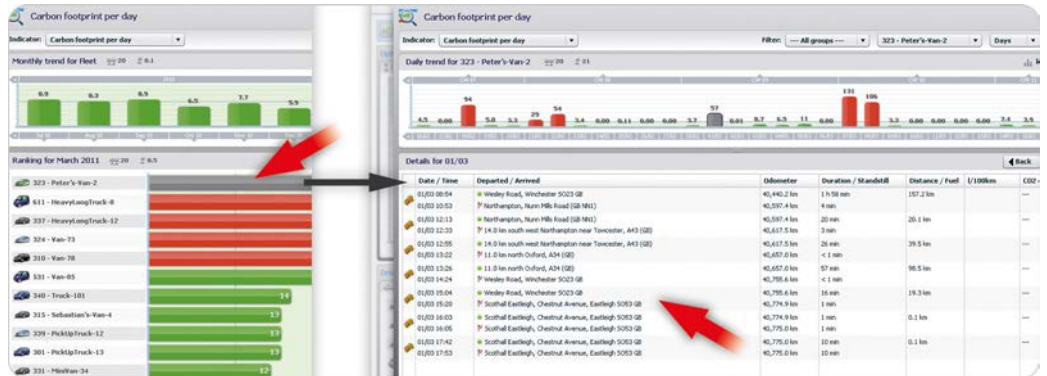 Carbon footprint per day
Indicator: Carbon footprint per day
Monthly trend for Fleet 20 8.1
2011
6.9 6.3 6.9 6.5 7.7 5.9
Ranking for March 2011 20 8.5
323 - Peter's-Van-2
611 - HeavyLongTruck-8
337 - HeavyLongTruck-12
324 - Van-73
310 - Van-78
531 - Van-05
340 - Truck-101 14
315 - Sebastian's-Van-4 13
339 - PickUpTruck-12 13
301 - PickUpTruck-13 13
331 - MiniVan-34 12
Carbon footprint per day
Indicator: Carbon footprint per day Filter: --- All groups --- 323 - Peter's-Van-2 Days
Daily trend for 323 - Peter's-Van-2 20 21
4.5 0.00 94 5.0 3.3 29 54 3.4 0.00 0.11 0.00 0.00 3.7 57 0.01 8.7 6.5 11 0.00 131 106 3.3 0.00 0.00 0.00 0.00 7.4 3.9
Details for 01/03 Back
Date / Time Departed / Arrived Odometer Duration / Standstill Distance / Fuel l/100km CO2 -
01/03 08:54 Wesley Road, Winchester SO23 GB 40,440.2 km 1 h 58 min 157.2 km ---
01/03 10:53 Northampton, Nunn Mills Road (GB NN1) 40,597.4 km 4 min
01/03 12:13 Northampton, Nunn Mills Road (GB NN1) 40,597.4 km 20 min 20.1 km ---
01/03 12:33 14.0 km south west Northampton near Towcester, A43 (GB) 40,617.5 km 3 min
01/03 12:55 14.0 km south west Northampton near Towcester, A43 (GB) 40,617.5 km 26 min 39.5 km ---
01/03 13:22 11.0 km north Oxford, A34 (GB) 40,657.0 km < 1 min
01/03 13:26 11.0 km north Oxford, A34 (GB) 40,657.0 km 57 min 98.5 km ---
01/03 14:24 Wesley Road, Winchester SO23 GB 40,755.6 km < 1 min
01/03 15:04 Wesley Road, Winchester SO23 GB 40,755.6 km 16 min 19.3 km ---
01/03 15:20 Scothall Eastleigh, Chestnut Avenue, Eastleigh SO53 GB 40,774.9 km 1 min
01/03 16:03 Scothall Eastleigh, Chestnut Avenue, Eastleigh SO53 GB 40,774.9 km 1 min 0.1 km ---
01/03 16:05 Scothall Eastleigh, Chestnut Avenue, Eastleigh SO53 GB 40,775.0 km 1 min
01/03 17:42 Scothall Eastleigh, Chestnut Avenue, Eastleigh SO53 GB 40,775.0 km 10 min 0.1 km ---
01/03 17:53 Scothall Eastleigh, Chestnut Avenue, Eastleigh SO53 GB 40,775.0 km 10 min